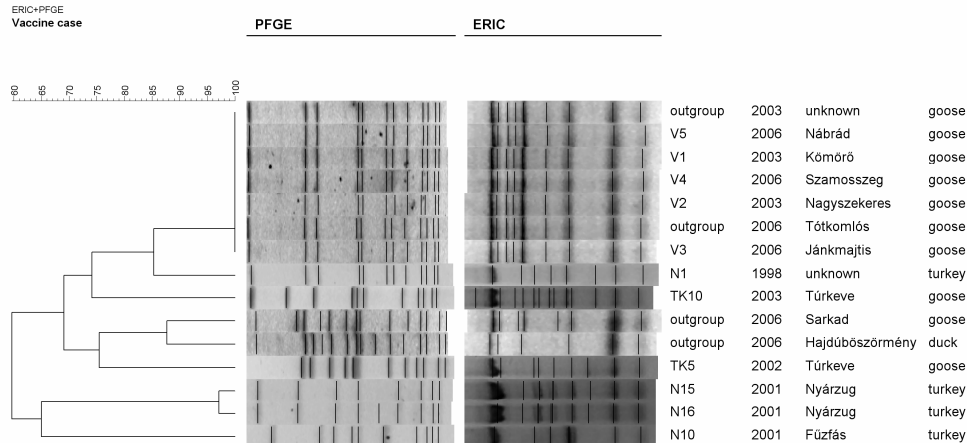 ERIC+PFGE
Vaccine case
PFGE ERIC
60 65 70 75 80 85 90 95 100
outgroup 2003 unknown goose
V5 2006 Nábrád goose
V1 2003 Kömörő goose
V4 2006 Szamosszeg goose
V2 2003 Nagyszekeres goose
outgroup 2006 Tótkomlós goose
V3 2006 Jánkmajtis goose
N1 1998 unknown turkey
TK10 2003 Túrkeve goose
outgroup 2006 Sarkad goose
outgroup 2006 Hajdúböszörmény duck
TK5 2002 Túrkeve goose
N15 2001 Nyárzug turkey
N16 2001 Nyárzug turkey
N10 2001 Fűzfás turkey